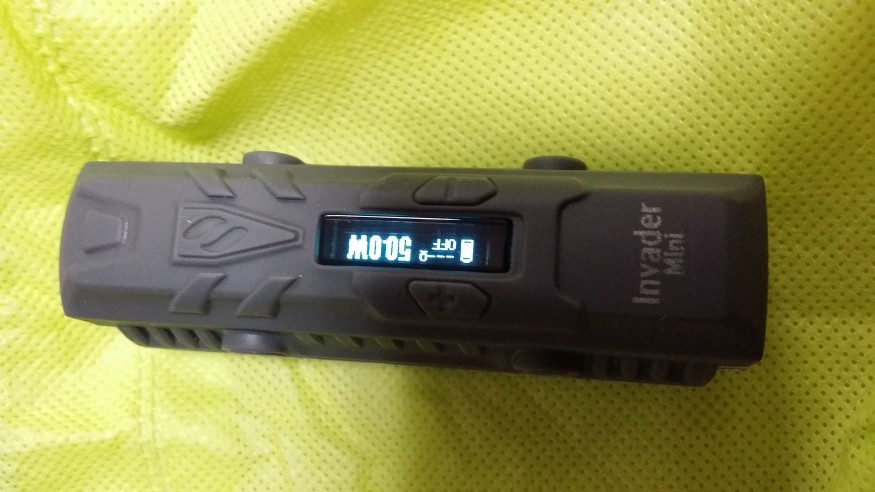 Invader
Mini
--Ω
OFF
50.0W